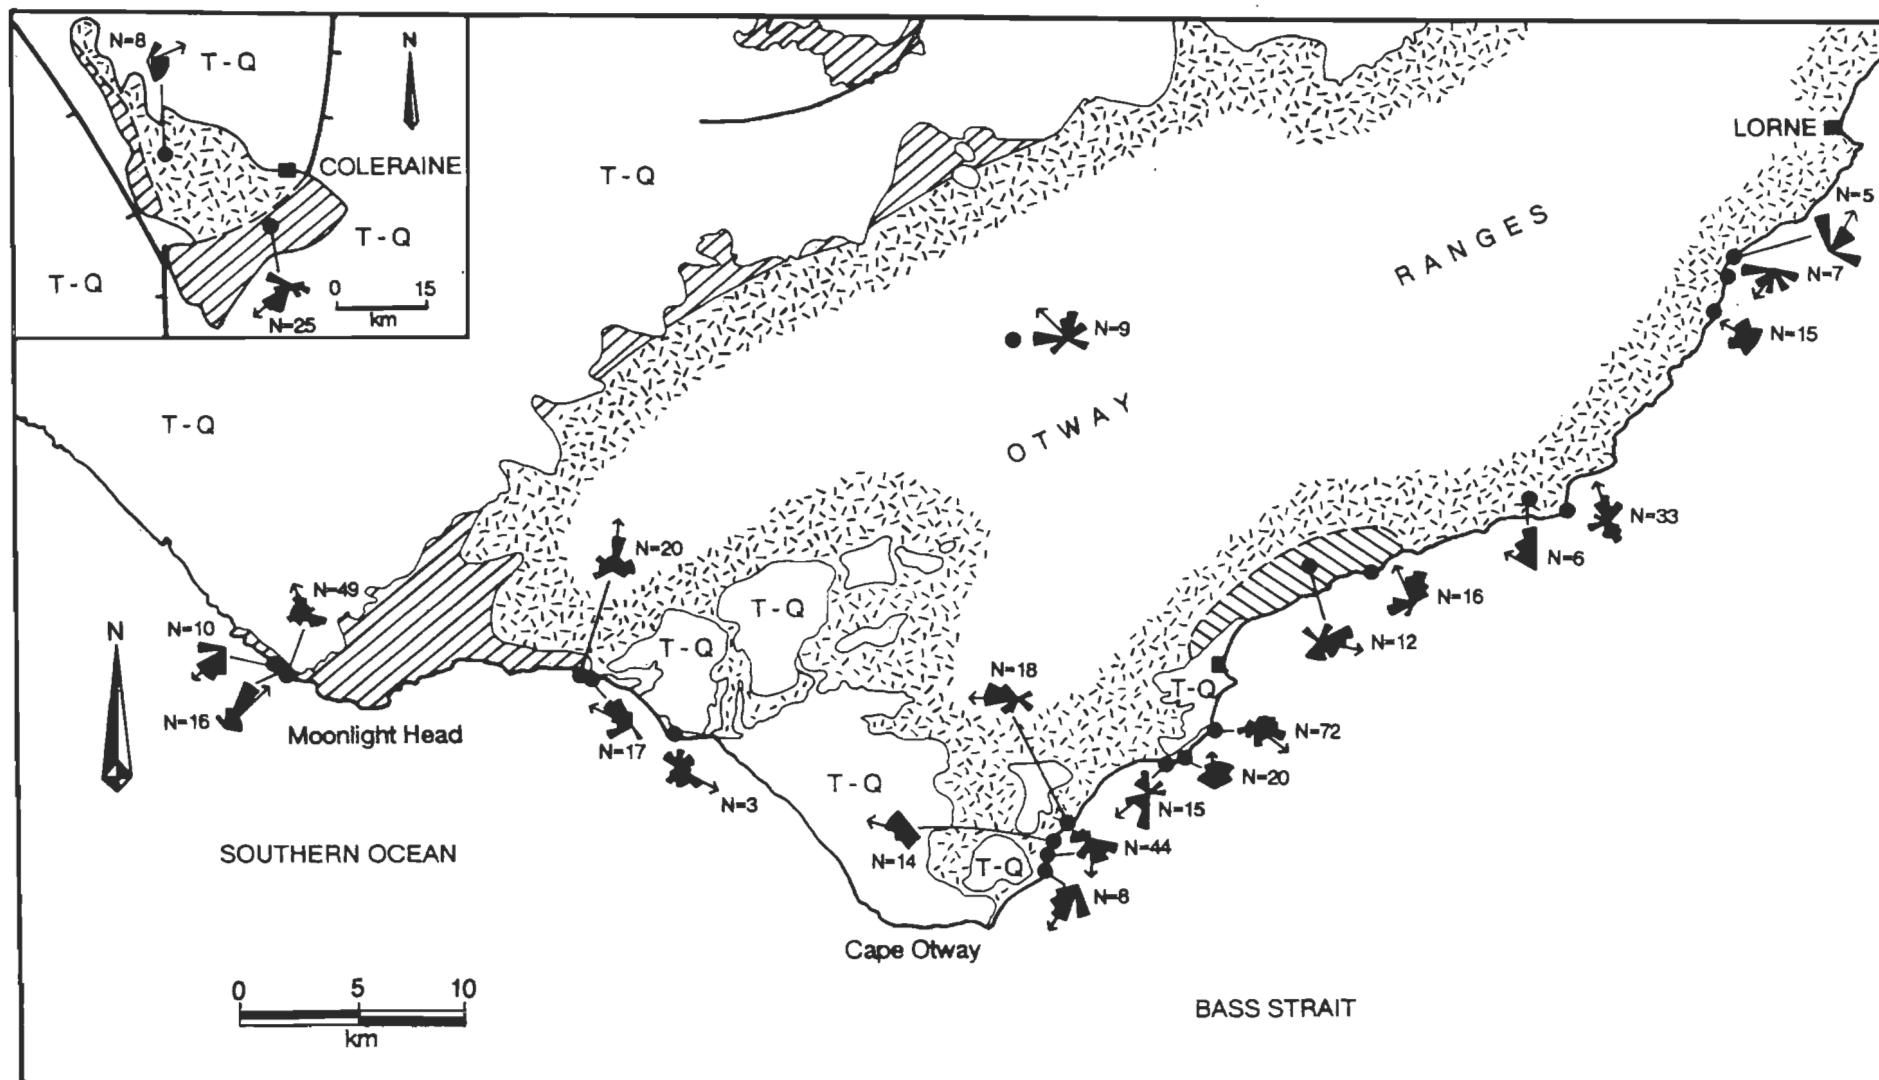 N=8
T-Q
N
COLERAINE
T-Q
T-Q
0 15
km
N=25
T-Q
LORNE
N=5
N=7
N=15
RANGES
N=9
OTWAY
T-Q
N=33
N=6
N=16
N=12
N=20
N=49
N=10
N
N=16
Moonlight Head
T-Q
T-Q
N=17
N=3
N=18
T-Q
N=72
N=20
N=15
T-Q
N=14
T-Q
N=44
N=8
SOUTHERN OCEAN
Cape Otway
0 5 10
km
BASS STRAIT